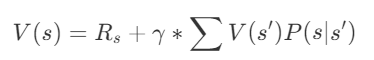 V(s) = R_s + γ * ∑ V(s′)P(s|s′)